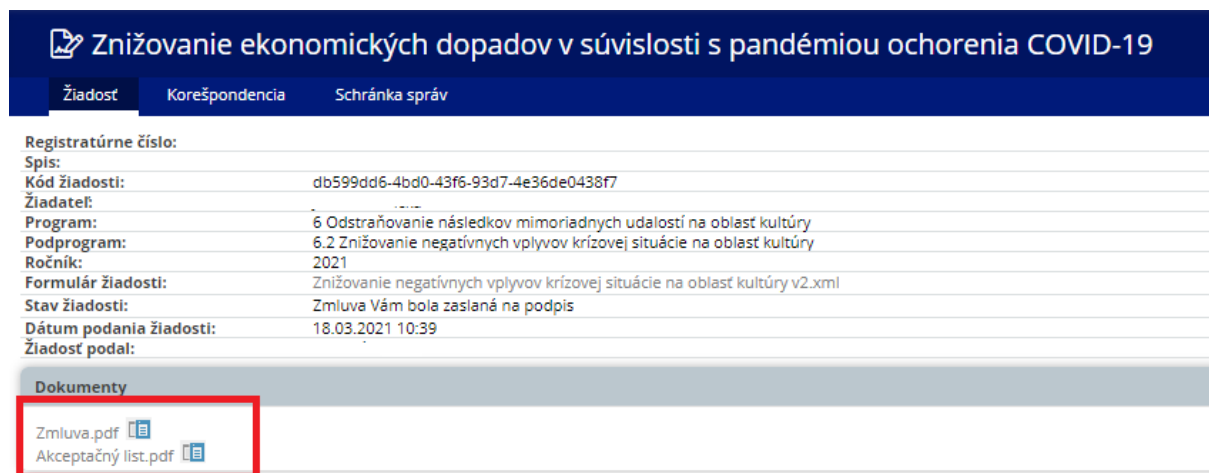 Znižovanie ekonomických dopadov v súvislosti s pandémiou ochorenia COVID-19
Žiadosť Korešpondencia Schránka správ
Registratúrne číslo:
Spis:
Kód žiadosti: db599dd6-4bd0-43f6-93d7-4e36de0438f7
Žiadateľ:
Program: 6 Odstraňovanie následkov mimoriadnych udalostí na oblasť kultúry
Podprogram: 6.2 Znižovanie negatívnych vplyvov krízovej situácie na oblasť kultúry
Ročník: 2021
Formulár žiadosti: Znižovanie negatívnych vplyvov krízovej situácie na oblasť kultúry v2.xml
Stav žiadosti: Zmluva Vám bola zaslaná na podpis
Dátum podania žiadosti: 18.03.2021 10:39
Žiadosť podal:
Dokumenty
Zmluva.pdf
Akceptačný list.pdf